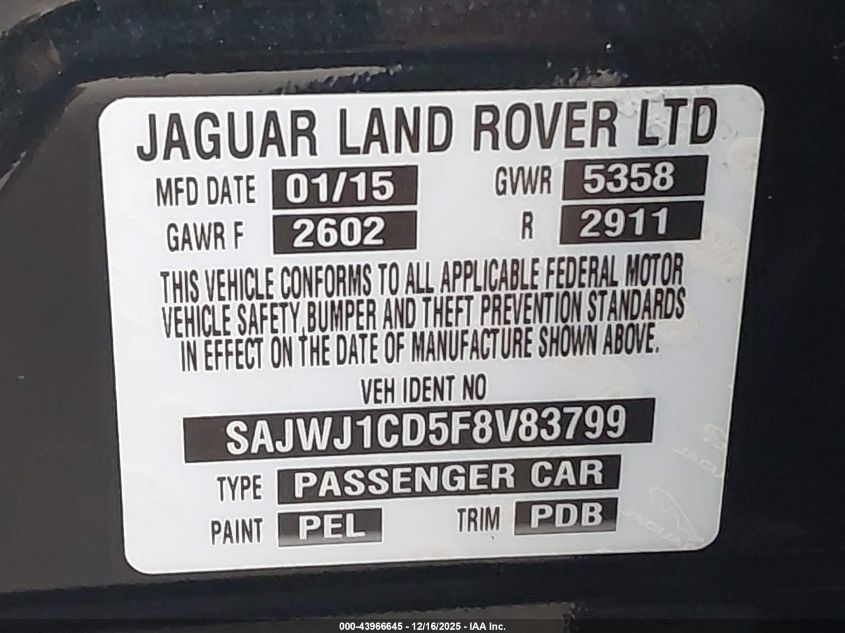 JAGUAR LAND ROVER LTD
MFD DATE 01/15 GVWR 5358
GAWR F 2602 R 2911
THIS VEHICLE CONFORMS TO ALL APPLICABLE FEDERAL MOTOR
VEHICLE SAFETY, BUMPER AND THEFT PREVENTION STANDARDS
IN EFFECT ON THE DATE OF MANUFACTURE SHOWN ABOVE.
VEH IDENT NO
SAJWJ1CD5F8V83799
TYPE PASSENGER CAR
PAINT PEL TRIM PDB
000-43966645 - 12/16/2025 - IAA Inc.